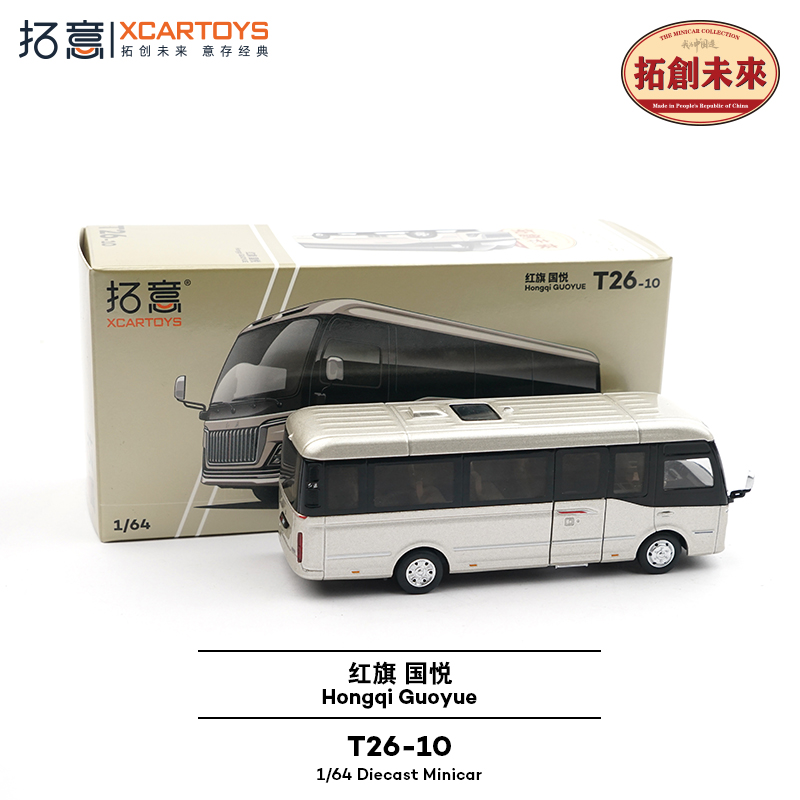 拓意 XCARTOYS
拓创未来 意存经典
THE MINICAR COLLECTION
拓創未來
Made in People's Republic of China
红旗 国悦
Hongqi GUOYUE
T26-10
拓意®
XCARTOYS
1/64
红旗 国悦
Hongqi Guoyue
T26-10
1/64 Diecast Minicar